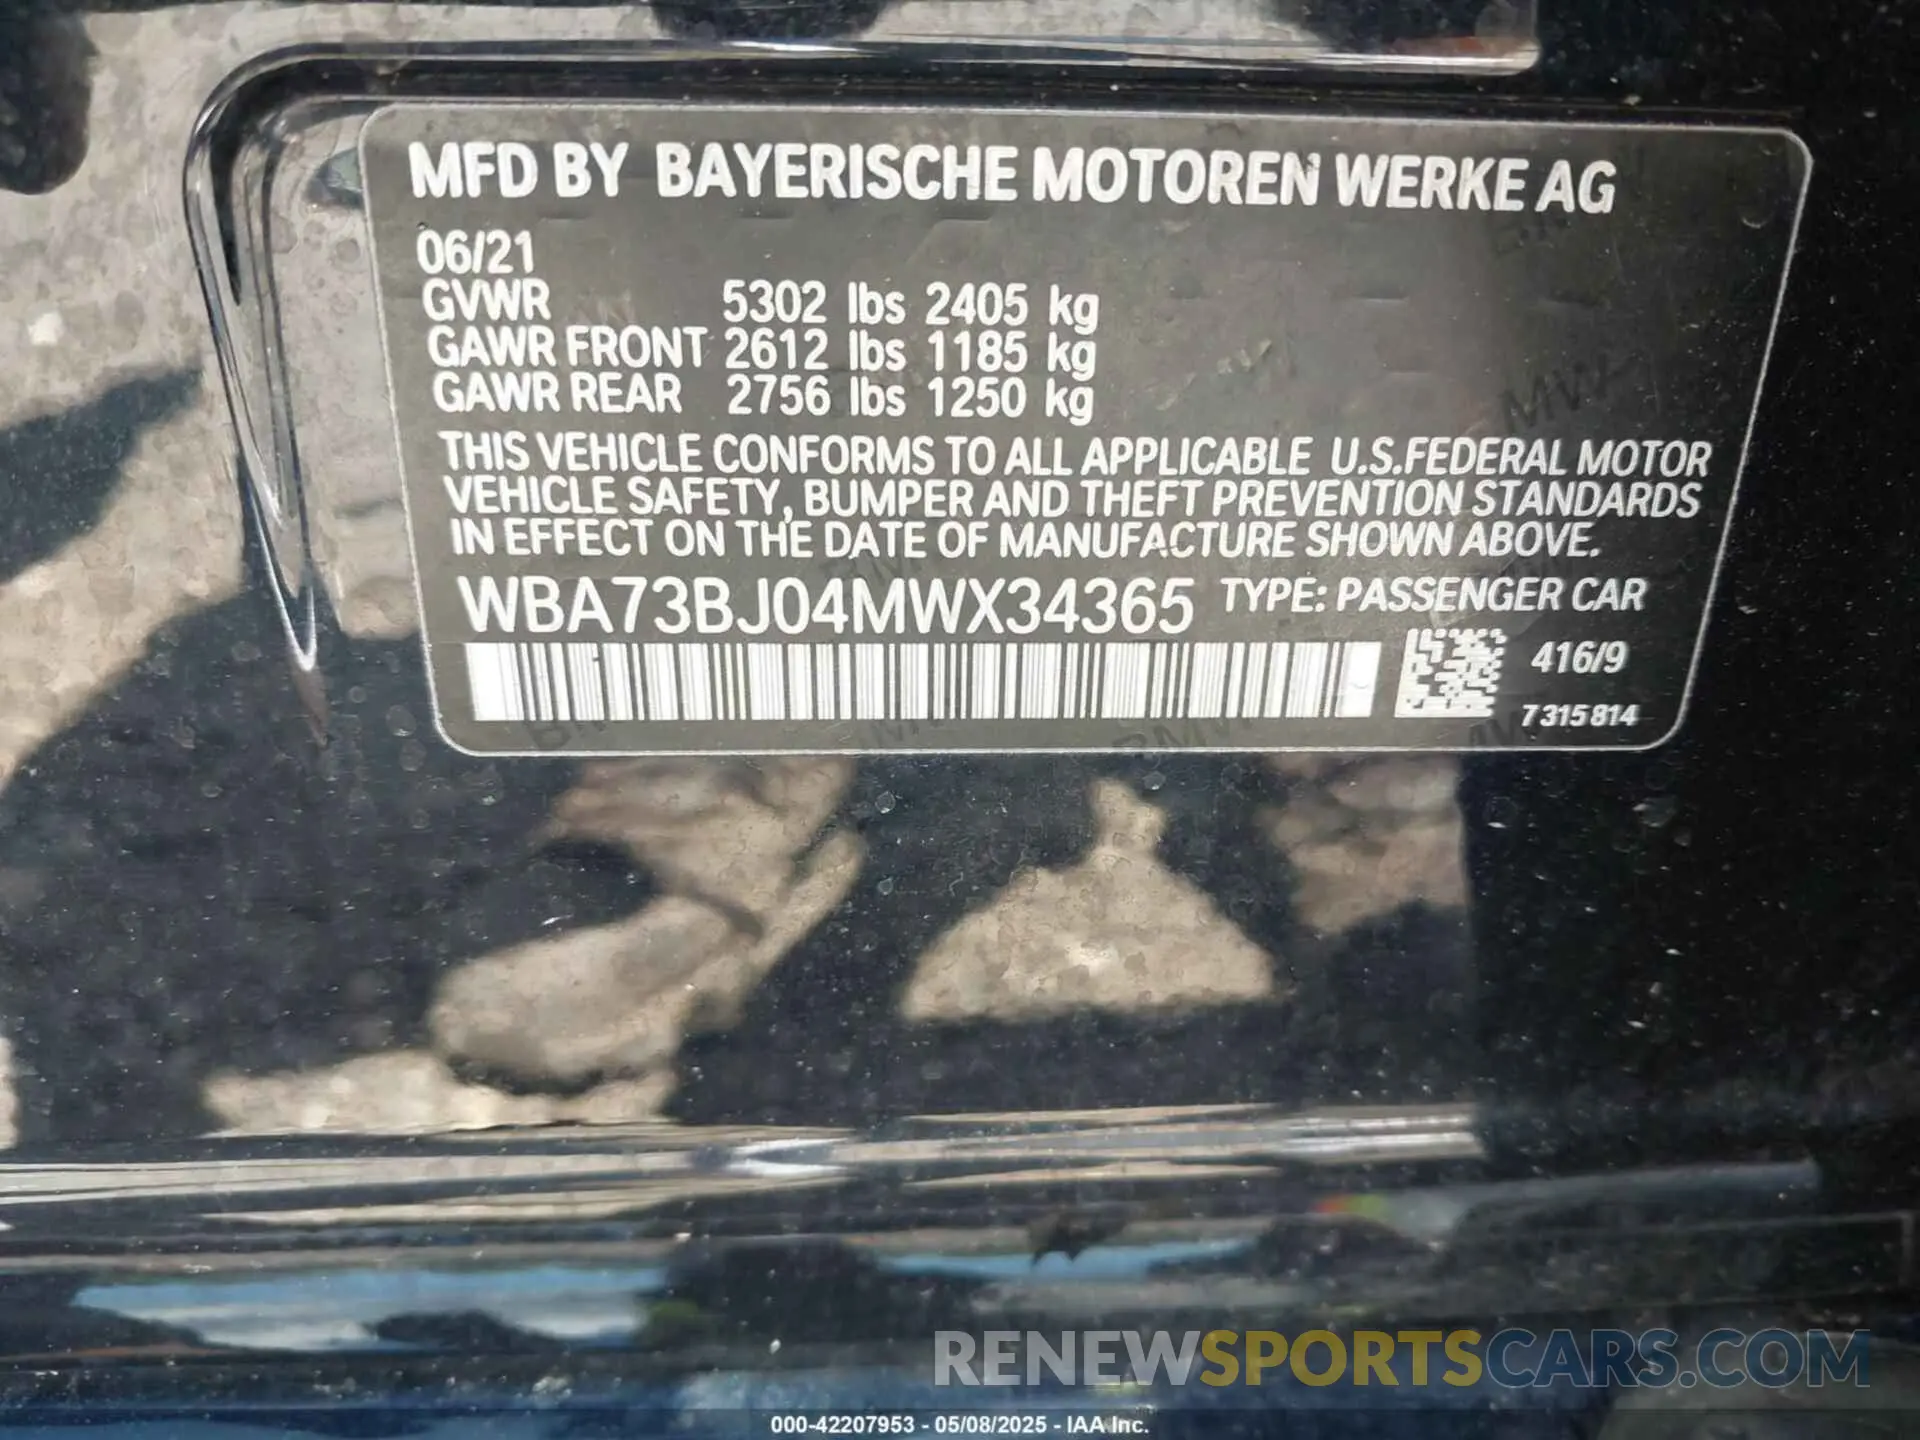 MFD BY BAYERISCHE MOTOREN WERKE AG
06/21
GVWR 5302 lbs 2405 kg
GAWR FRONT 2612 lbs 1185 kg
GAWR REAR 2756 lbs 1250 kg
THIS VEHICLE CONFORMS TO ALL APPLICABLE U.S.FEDERAL MOTOR
VEHICLE SAFETY, BUMPER AND THEFT PREVENTION STANDARDS
IN EFFECT ON THE DATE OF MANUFACTURE SHOWN ABOVE.
WBA73BJ04MWX34365 TYPE: PASSENGER CAR
416/9
7315814
RENEWSPORTSCARS.COM
000-42207953 - 05/08/2025 - IAA Inc.